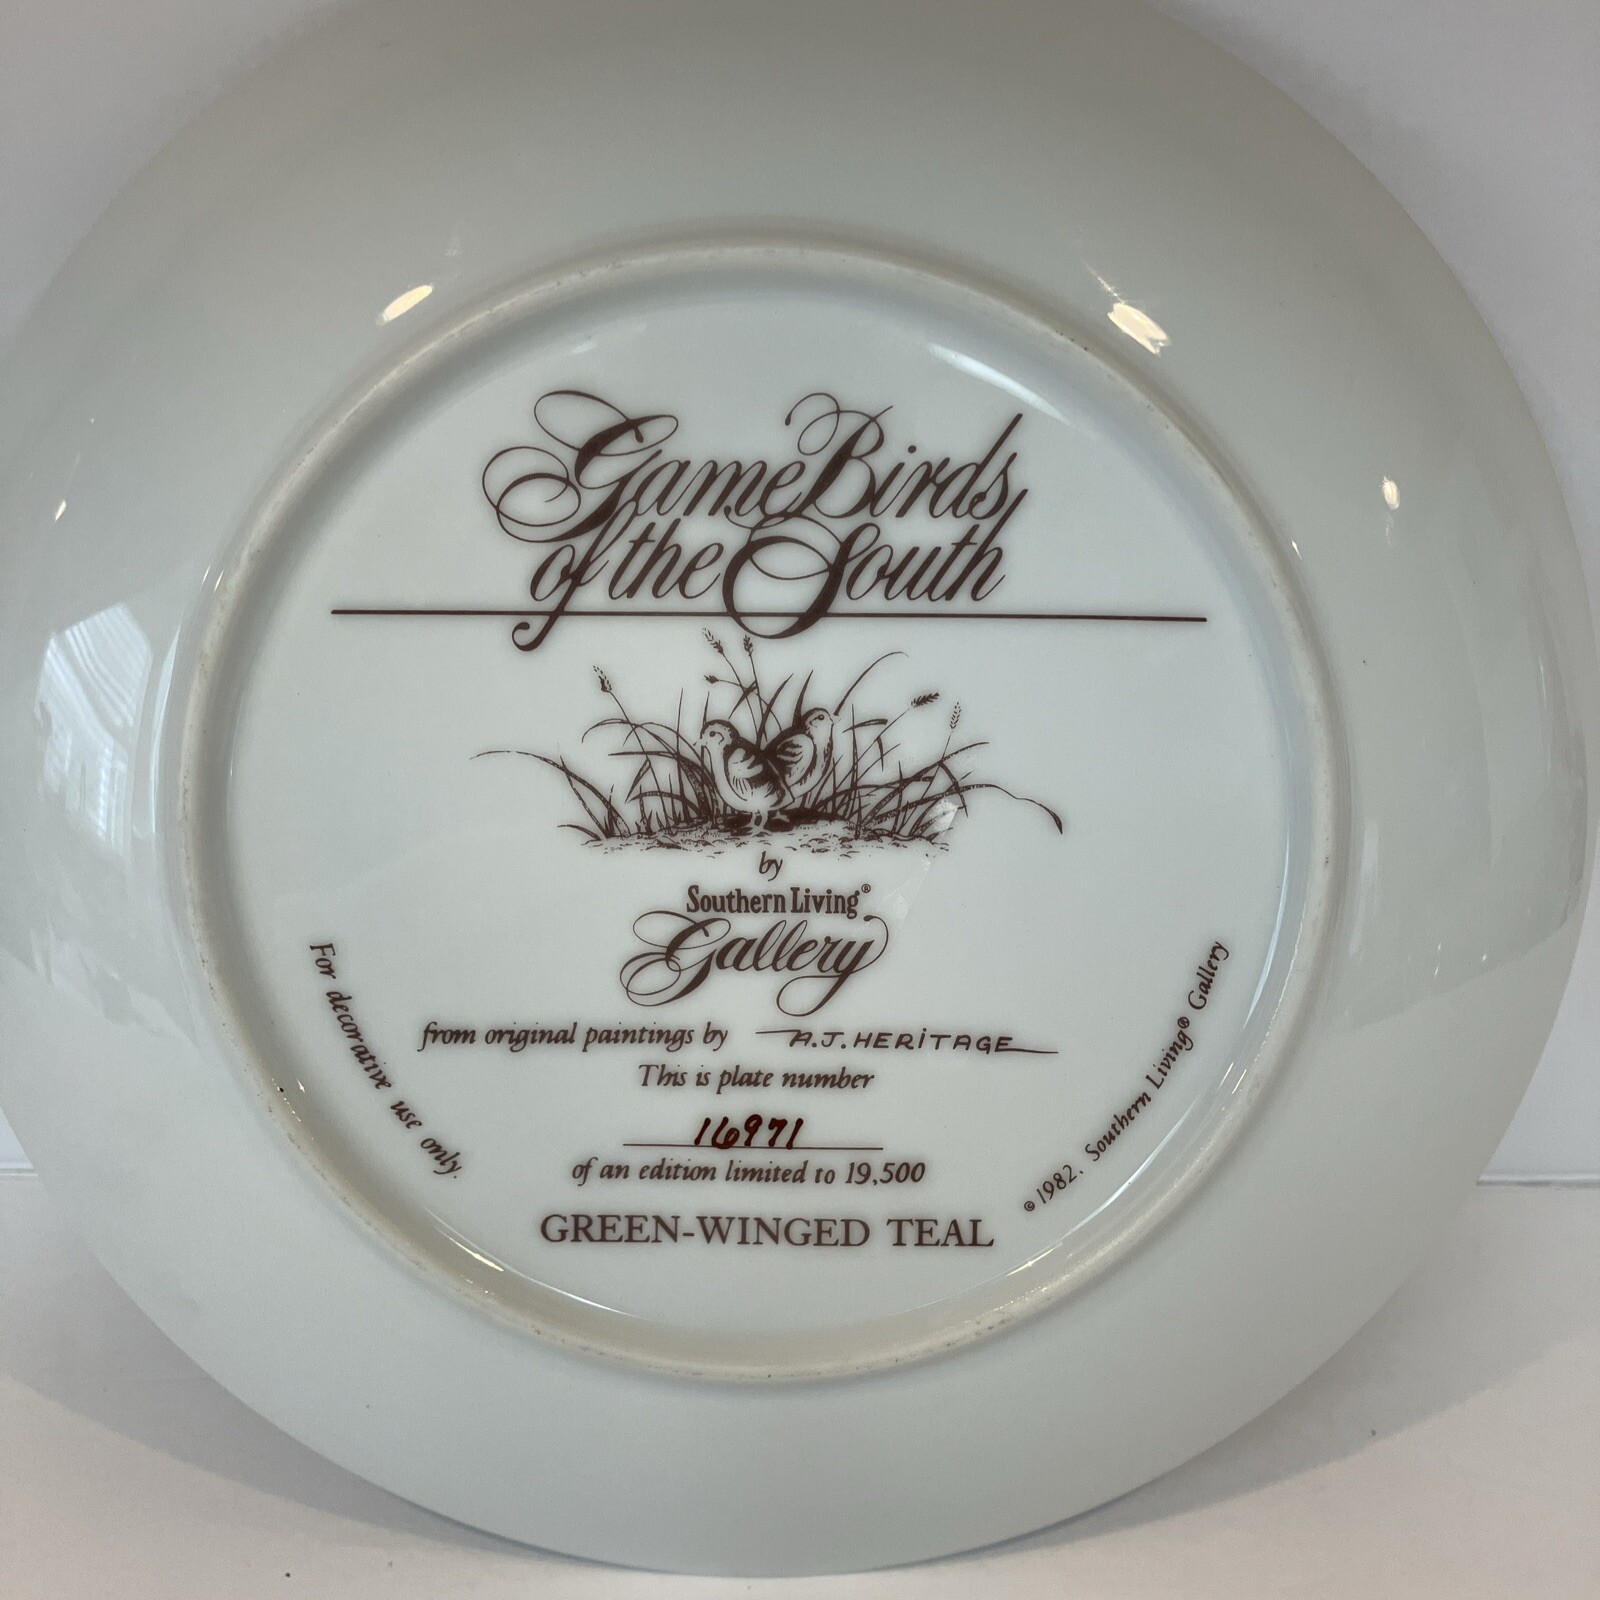 Game Birds
of the South
by
Southern Living®
Gallery
from original paintings by A.J. HERITAGE
This is plate number
16971
of an edition limited to 19,500
GREEN-WINGED TEAL
For decorative use only.
©1982. Southern Living® Gallery